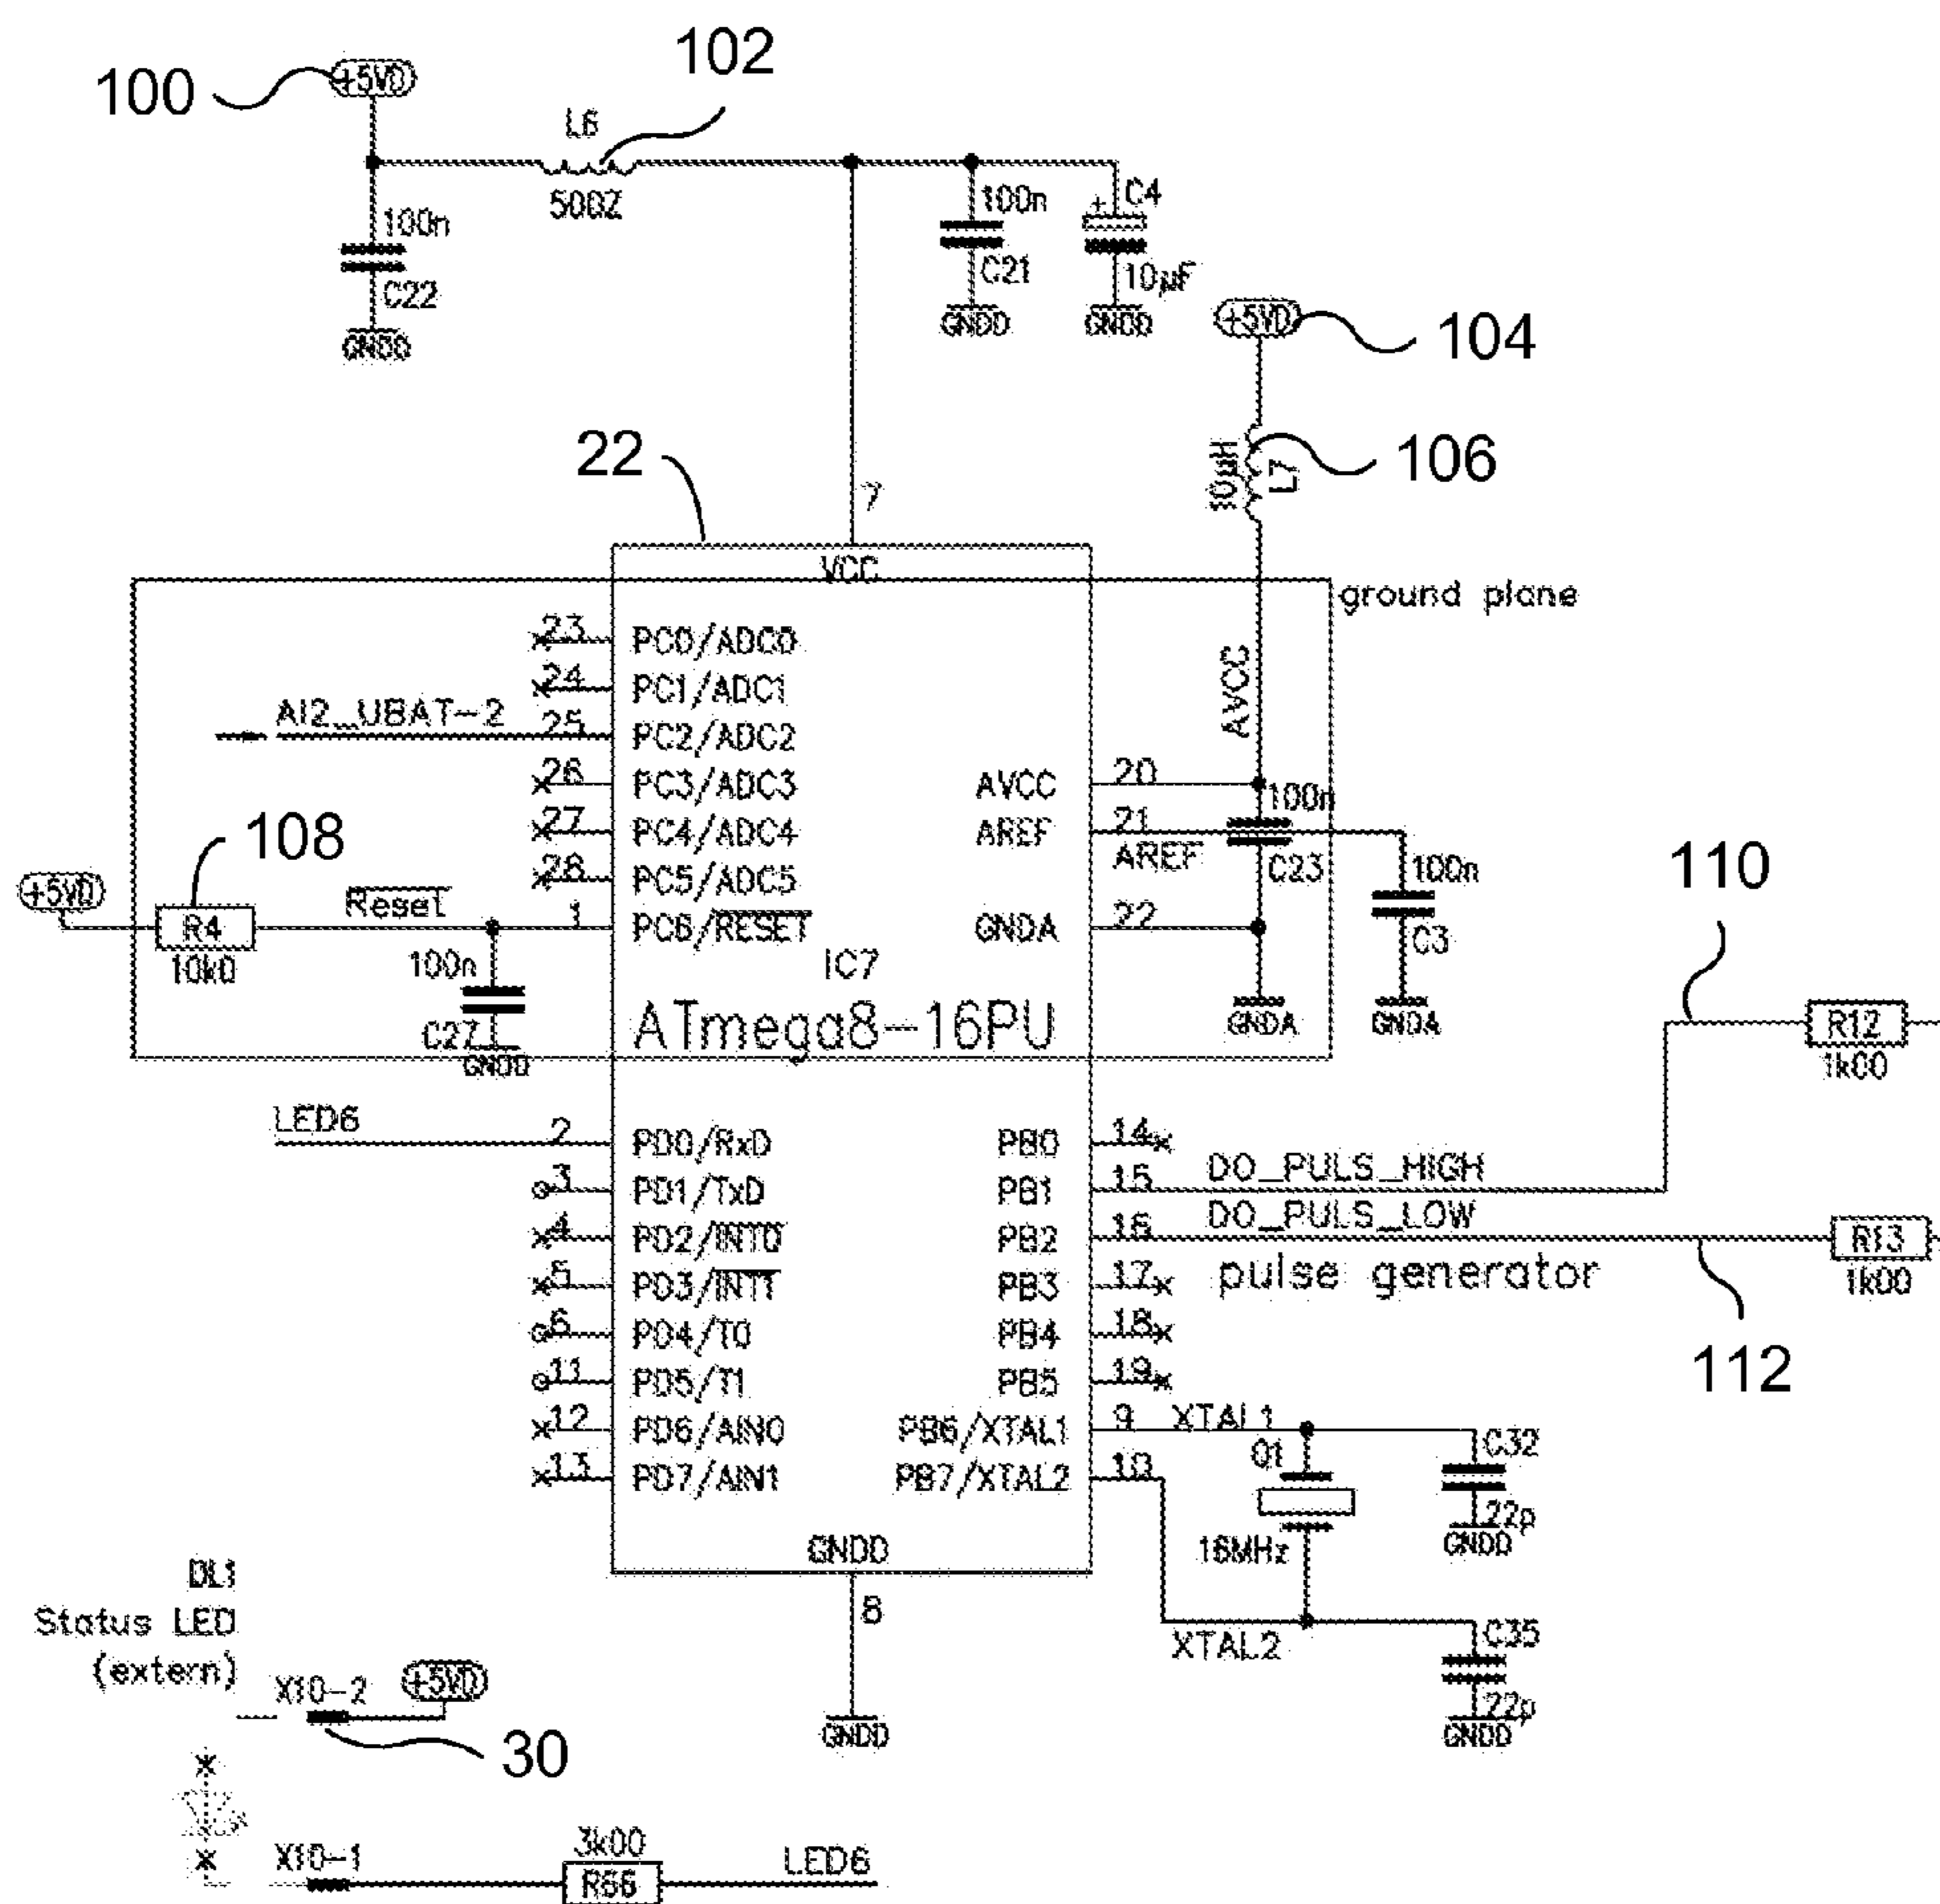 102
100
+5VD
L6
500Z
100n
C22
GNDD
100n
C21
GNDD
+
C4
10µF
GNDD
+5VD
104
10µH
L7
106
22
7
VCC
ground plane
23
PC0/ADC0
24
PC1/ADC1
AI2_UBAT-2
25
PC2/ADC2
AVCC
26
PC3/ADC3
AVCC
20
27
PC4/ADC4
AREF
21
AREF
100n
C23
28
PC5/ADC5
108
+5VD
R4
10k0
Reset
1
PC6/RESET
GNDA
22
100n
C3
GNDA
GNDA
100n
C27
GNDD
IC7
ATmega8-16PU
110
R12
1k00
LED6
2
PD0/RxD
PB0
14
3
PD1/TxD
PB1
15
DO_PULS_HIGH
4
PD2/INT0
PB2
16
DO_PULS_LOW
R13
1k00
5
PD3/INT1
PB3
17
pulse generator
6
PD4/T0
PB4
18
112
11
PD5/T1
PB5
19
12
PD6/AIN0
PB6/XTAL1
9
XTAL1
13
PD7/AIN1
PB7/XTAL2
10
Q1
16MHz
C32
22p
GNDD
GNDD
8
GNDD
XTAL2
C35
22p
GNDD
DL1
Status LED
(extern)
X10-2
+5VD
30
X10-1
3k00
R56
LED6